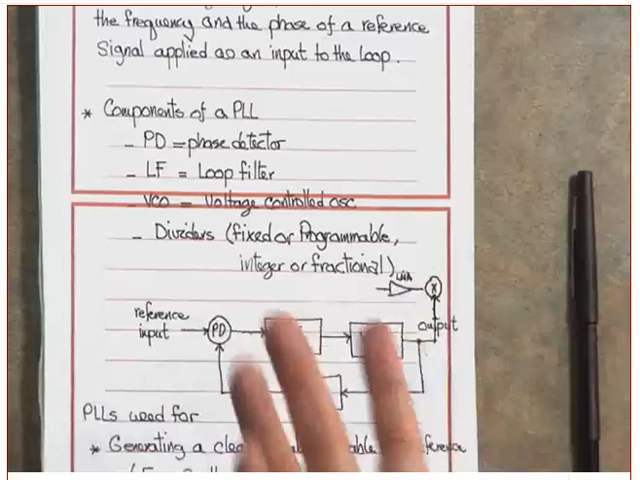 the frequency and the phase of a reference
Signal applied as an input to the loop.
* Components of a PLL
- PD = phase detector
- LF = Loop filter
- VCO = Voltage controlled osc
- Dividers (fixed or Programmable,
integer or fractional)
LNA
X
reference
input
PD
output
PLLs used for
* Generating a